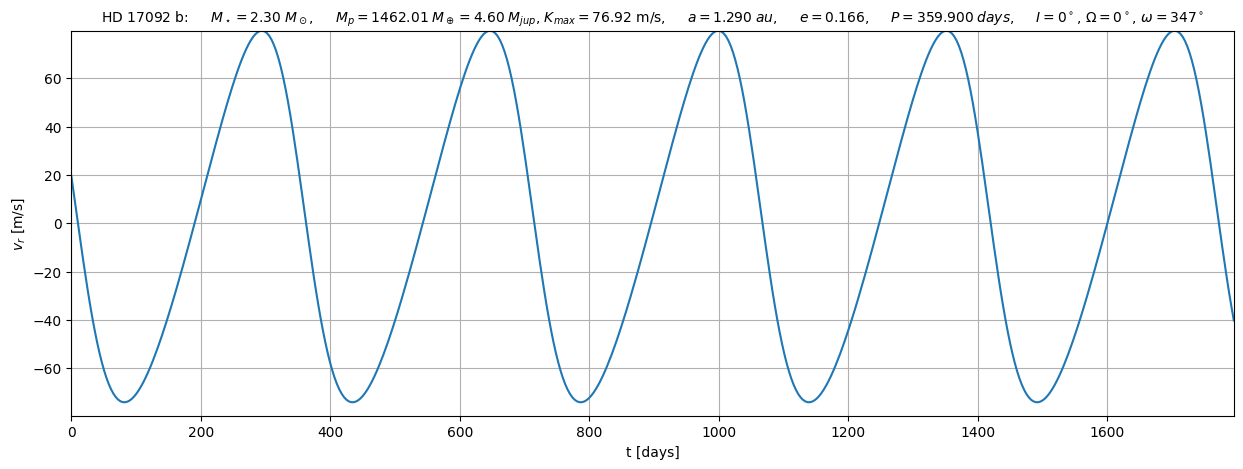 HD 17092 b: M⋆ = 2.30 M⊙, Mp = 1462.01 M⊕ = 4.60 Mjup, Kmax = 76.92 m/s, a = 1.290 au, e = 0.166, P = 359.900 days, I = 0°, Ω = 0°, ω = 347°
60
40
20
0
−20
−40
−60
vr [m/s]
0 200 400 600 800 1000 1200 1400 1600
t [days]